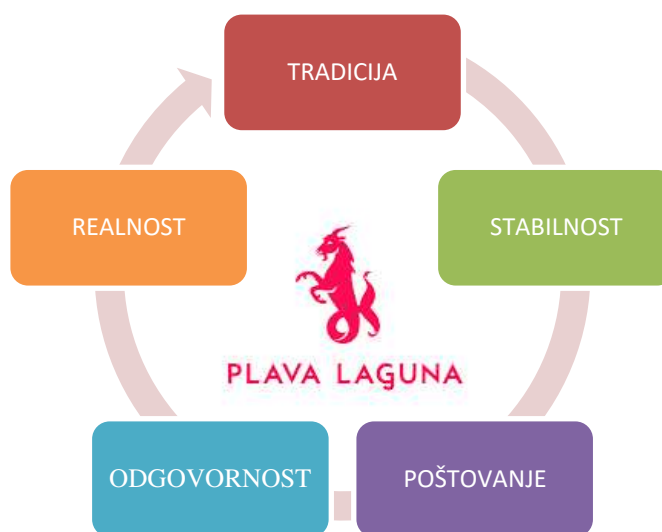 TRADICIJA
REALNOST
STABILNOST
PLAVA LAGUNA
ODGOVORNOST
POŠTOVANJE